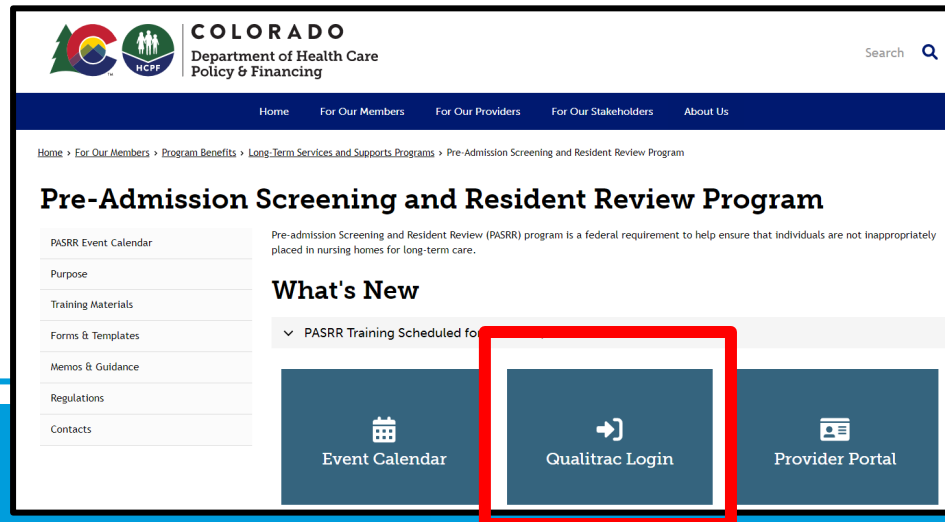 COLORADO
Department of Health Care
Policy & Financing
HCPF
TM
Search
Home For Our Members For Our Providers For Our Stakeholders About Us
Home › For Our Members › Program Benefits › Long-Term Services and Supports Programs › Pre-Admission Screening and Resident Review Program
Pre-Admission Screening and Resident Review Program
PASRR Event Calendar
Purpose
Training Materials
Forms & Templates
Memos & Guidance
Regulations
Contacts
Pre-admission Screening and Resident Review (PASRR) program is a federal requirement to help ensure that individuals are not inappropriately
placed in nursing homes for long-term care.
What's New
PASRR Training Scheduled for
Event Calendar
Qualitrac Login
Provider Portal